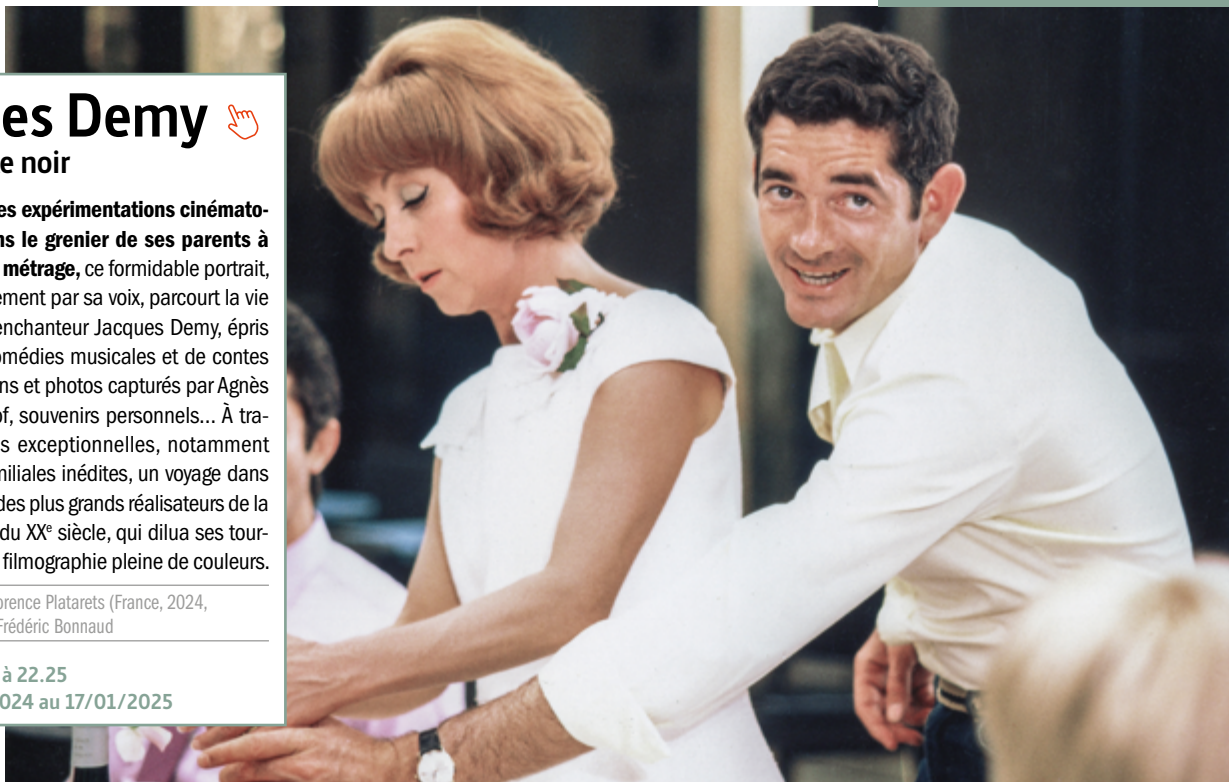 es Demy
e noir
es expérimentations cinémato-
ns le grenier de ses parents à
métrage, ce formidable portrait,
ement par sa voix, parcourt la vie
enchanteur Jacques Demy, épris
omédies musicales et de contes
ns et photos capturés par Agnès
of, souvenirs personnels... À tra-
s exceptionnelles, notamment
miliales inédites, un voyage dans
des plus grands réalisateurs de la
du XXe siècle, qui dilua ses tour-
filmographie pleine de couleurs.
orence Platarets (France, 2024,
Frédéric Bonnaud
à 22.25
024 au 17/01/2025